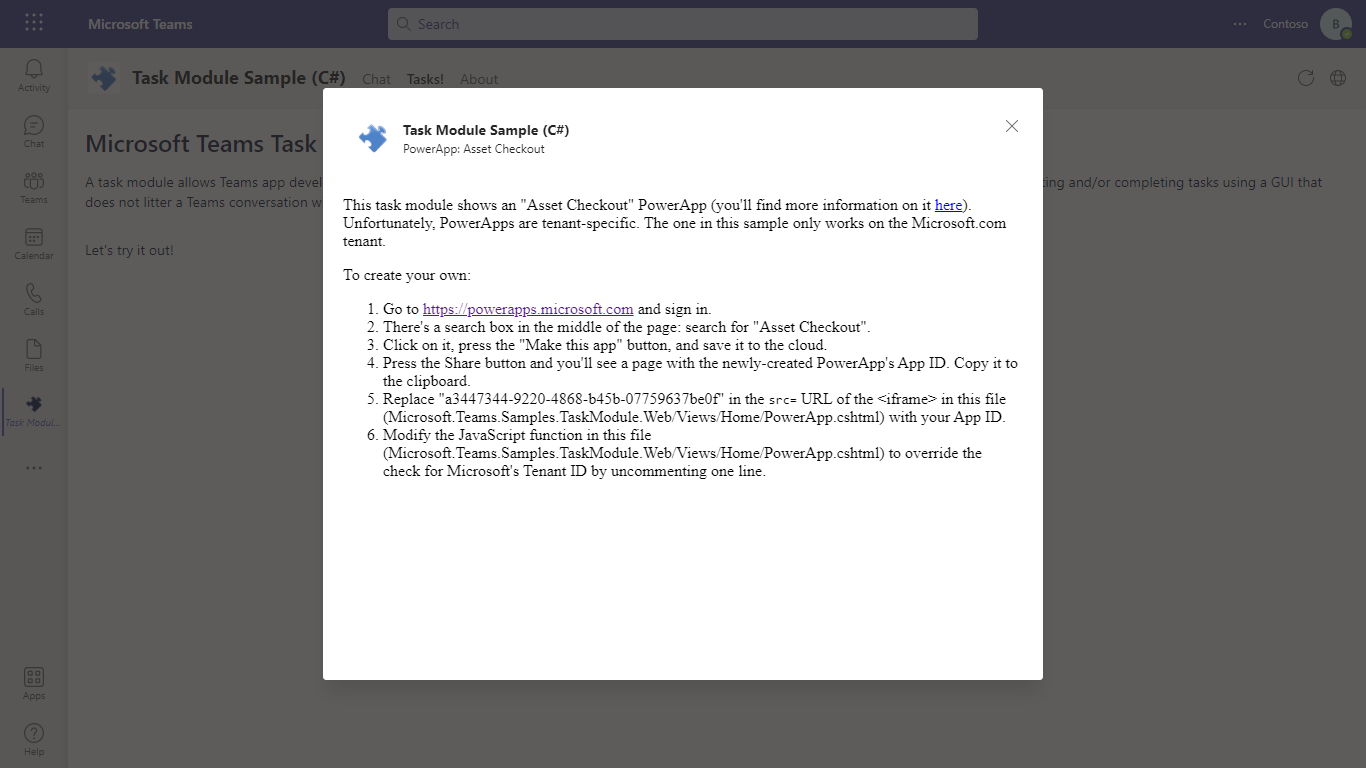 Microsoft Teams
Search
Contoso
B
Activity
Chat
Teams
Calendar
Calls
Files
Task Modul...
Apps
Help
Task Module Sample (C#)
Chat
Tasks!
About
Microsoft Teams Task
A task module allows Teams app devel
ting and/or completing tasks using a GUI that
does not litter a Teams conversation w
Let's try it out!
Task Module Sample (C#)
PowerApp: Asset Checkout
This task module shows an "Asset Checkout" PowerApp (you'll find more information on it here).
Unfortunately, PowerApps are tenant-specific. The one in this sample only works on the Microsoft.com
tenant.
To create your own:
1. Go to https://powerapps.microsoft.com and sign in.
2. There's a search box in the middle of the page: search for "Asset Checkout".
3. Click on it, press the "Make this app" button, and save it to the cloud.
4. Press the Share button and you'll see a page with the newly-created PowerApp's App ID. Copy it to
the clipboard.
5. Replace "a3447344-9220-4868-b45b-07759637be0f" in the src= URL of the <iframe> in this file
(Microsoft.Teams.Samples.TaskModule.Web/Views/Home/PowerApp.cshtml) with your App ID.
6. Modify the JavaScript function in this file
(Microsoft.Teams.Samples.TaskModule.Web/Views/Home/PowerApp.cshtml) to override the
check for Microsoft's Tenant ID by uncommenting one line.